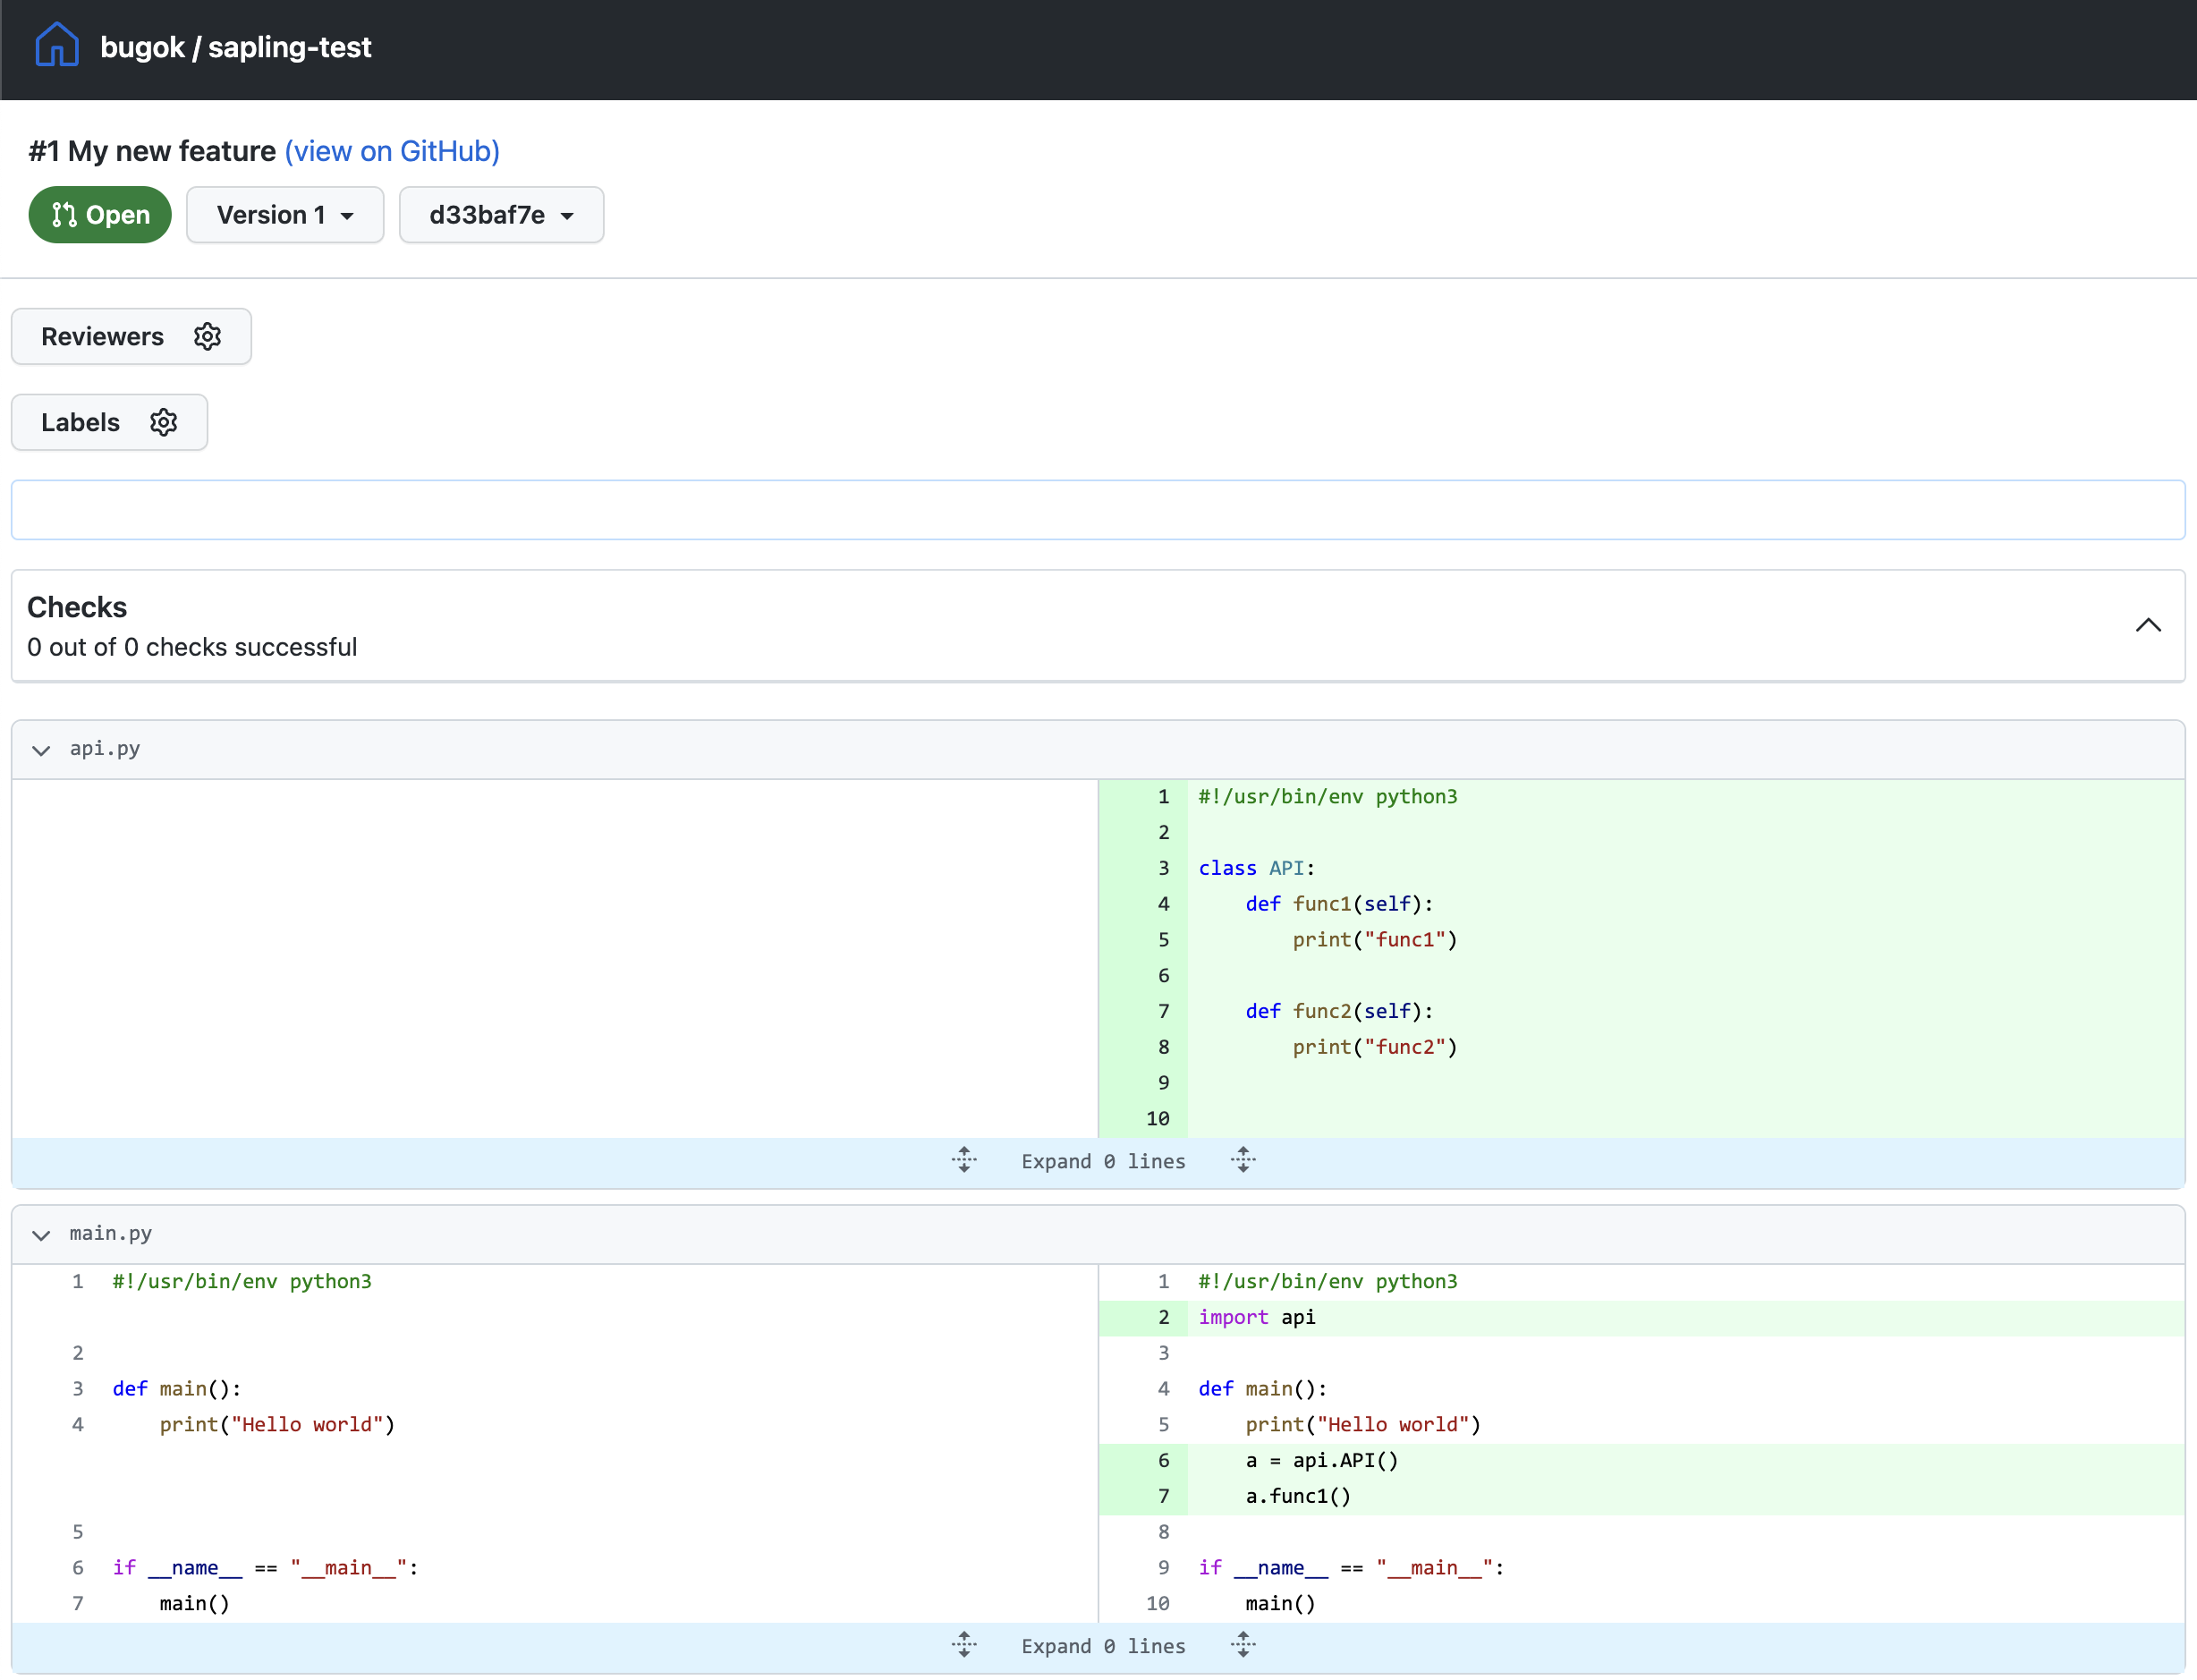 bugok / sapling-test
#1 My new feature (view on GitHub)
Open Version 1 d33baf7e
Reviewers
Labels
Checks
0 out of 0 checks successful
api.py
1 #!/usr/bin/env python3
2
3 class API:
4     def func1(self):
5         print("func1")
6
7     def func2(self):
8         print("func2")
9
10
Expand 0 lines
main.py
1 #!/usr/bin/env python3 1 #!/usr/bin/env python3
2 import api
2 3
3 def main(): 4 def main():
4     print("Hello world") 5     print("Hello world")
6     a = api.API()
7     a.func1()
5 8
6 if __name__ == "__main__": 9 if __name__ == "__main__":
7     main() 10     main()
Expand 0 lines